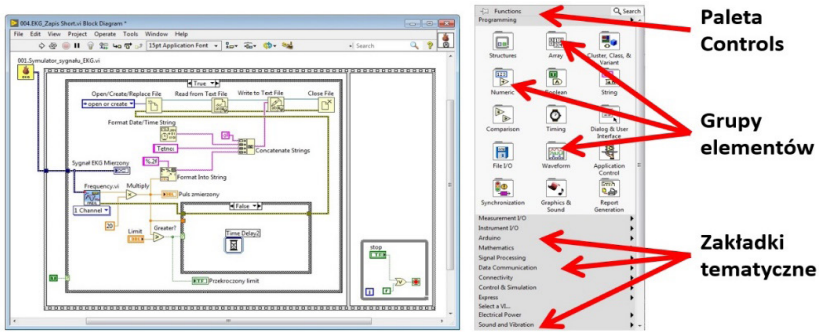 004.EKG_Zapis Short.vi Block Diagram *
File Edit View Project Operate Tools Window Help
15pt Application Font
Search
001.Symulator_sygnału_EKG.vi
True
Open/Create/Replace File Read from Text File Write to Text File Close File
open or create
Format Date/Time String
Tętno:
Concatenate Strings
%.2f
Format Into String
Sygnał EKG Mierzony
Frequency.vi Multiply
Puls zmierzony
1 Channel
20
False
Limit Greater?
Time Delay2
Przekroczony limit
stop
Functions
Search
Programming
Structures Array Cluster, Class, & Variant
Numeric Boolean String
Comparison Timing Dialog & User Interface
File I/O Waveform Application Control
Synchronization Graphics & Sound Report Generation
Measurement I/O
Instrument I/O
Arduino
Mathematics
Signal Processing
Data Communication
Connectivity
Control & Simulation
Express
Select a VI...
Electrical Power
Sound and Vibration
Paleta
Controls
Grupy
elementów
Zakładki
tematyczne